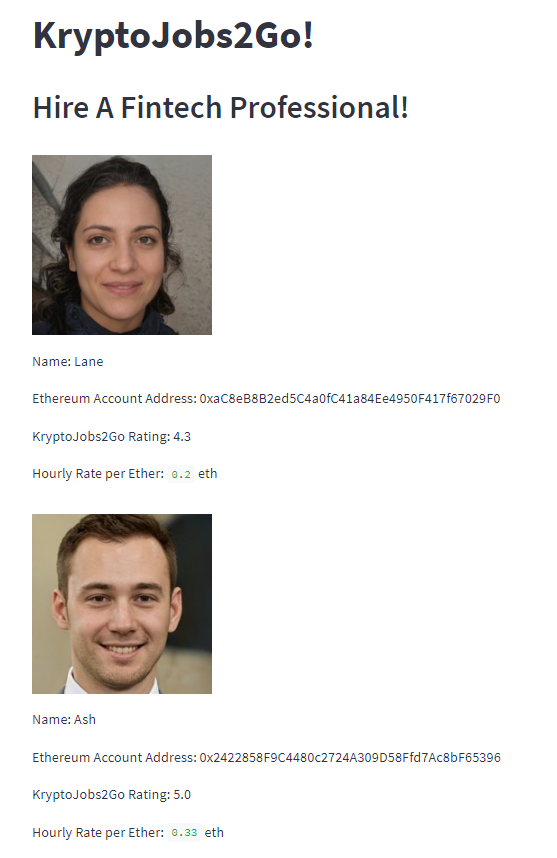 KryptoJobs2Go!
Hire A Fintech Professional!
Name: Lane
Ethereum Account Address: 0xaC8eB8B2ed5C4a0fC41a84Ee4950F417f67029F0
KryptoJobs2Go Rating: 4.3
Hourly Rate per Ether: 0.2 eth
Name: Ash
Ethereum Account Address: 0x2422858F9C4480c2724A309D58Ffd7Ac8bF65396
KryptoJobs2Go Rating: 5.0
Hourly Rate per Ether: 0.33 eth